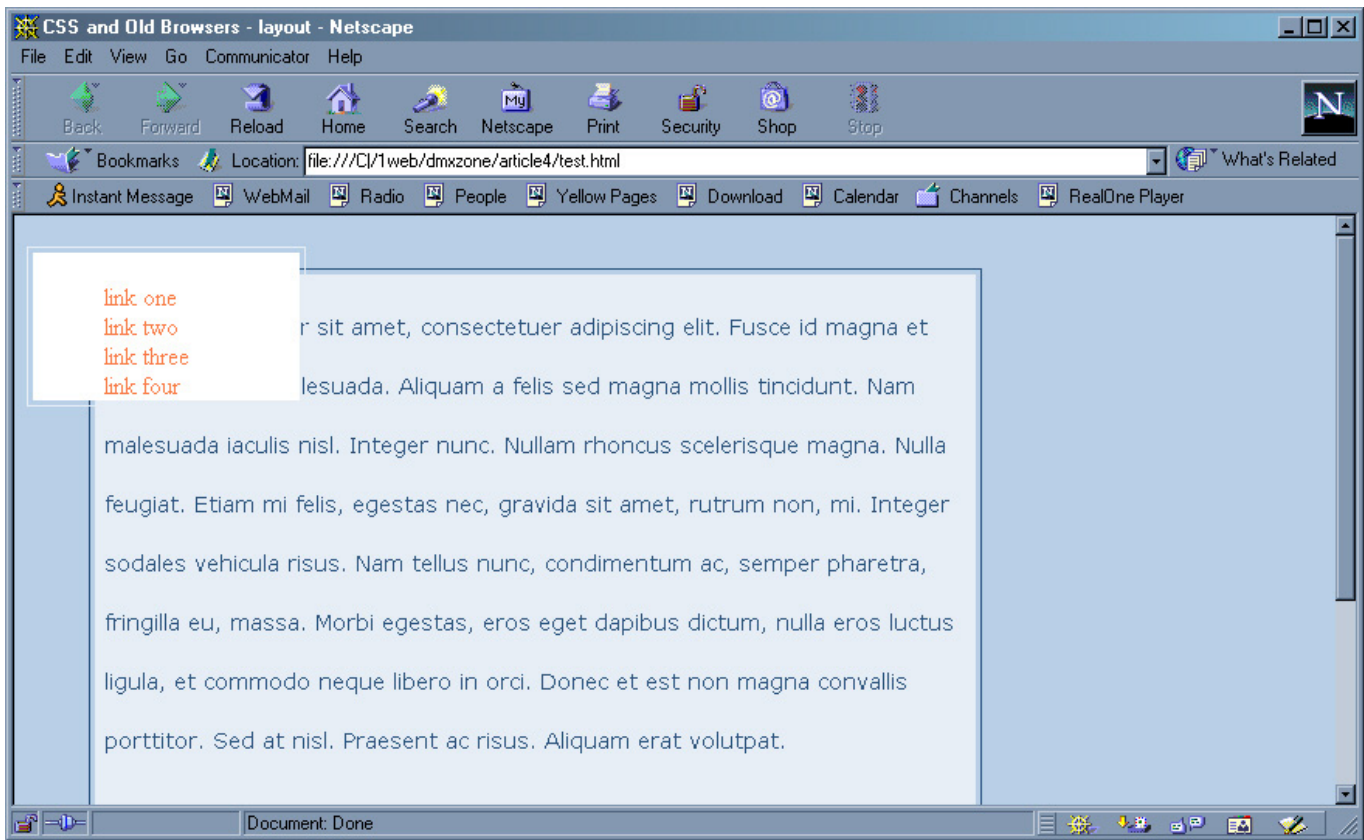 CSS and Old Browsers - layout - Netscape
File Edit View Go Communicator Help
Back Forward Reload Home Search My Netscape Print Security Shop Stop N
Bookmarks Location: file:///C|/1web/dmxzone/article4/test.html What's Related
Instant Message WebMail Radio People Yellow Pages Download Calendar Channels RealOne Player
link one
link two r sit amet, consectetuer adipiscing elit. Fusce id magna et
link three
link four lesuada. Aliquam a felis sed magna mollis tincidunt. Nam
malesuada iaculis nisl. Integer nunc. Nullam rhoncus scelerisque magna. Nulla
feugiat. Etiam mi felis, egestas nec, gravida sit amet, rutrum non, mi. Integer
sodales vehicula risus. Nam tellus nunc, condimentum ac, semper pharetra,
fringilla eu, massa. Morbi egestas, eros eget dapibus dictum, nulla eros luctus
ligula, et commodo neque libero in orci. Donec et est non magna convallis
porttitor. Sed at nisl. Praesent ac risus. Aliquam erat volutpat.
Document: Done